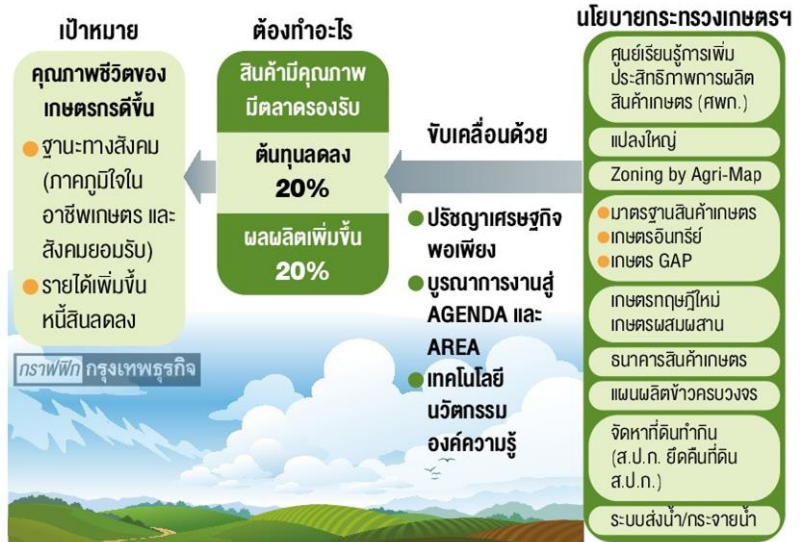 เป้าหมาย
คุณภาพชีวิตของ
เกษตรกรดีขึ้น
ฐานะทางสังคม
(ภาคภูมิใจใน
อาชีพเกษตร และ
สังคมยอมรับ)
รายได้เพิ่มขึ้น
หนี้สินลดลง
กราฟฟิก กรุงเทพธุรกิจ
ต้องทำอะไร
สินค้ามีคุณภาพ
มีตลาดรองรับ
ต้นทุนลดลง
20%
ผลผลิตเพิ่มขึ้น
20%
ขับเคลื่อนด้วย
ปรัชญาเศรษฐกิจ
พอเพียง
บูรณาการงานสู่
AGENDA และ
AREA
เทคโนโลยี
นวัตกรรม
องค์ความรู้
นโยบายกระทรวงเกษตรฯ
ศูนย์เรียนรู้การเพิ่ม
ประสิทธิภาพการผลิต
สินค้าเกษตร (ศพก.)
แปลงใหญ่
Zoning by Agri-Map
มาตรฐานสินค้าเกษตร
เกษตรอินทรีย์
เกษตร GAP
เกษตรทฤษฎีใหม่
เกษตรผสมผสาน
ธนาคารสินค้าเกษตร
แผนผลิตข้าวครบวงจร
จัดหาที่ดินทำกิน
(ส.ป.ก. ยึดคืนที่ดิน
ส.ป.ก.)
ระบบส่งน้ำ/กระจายน้ำ